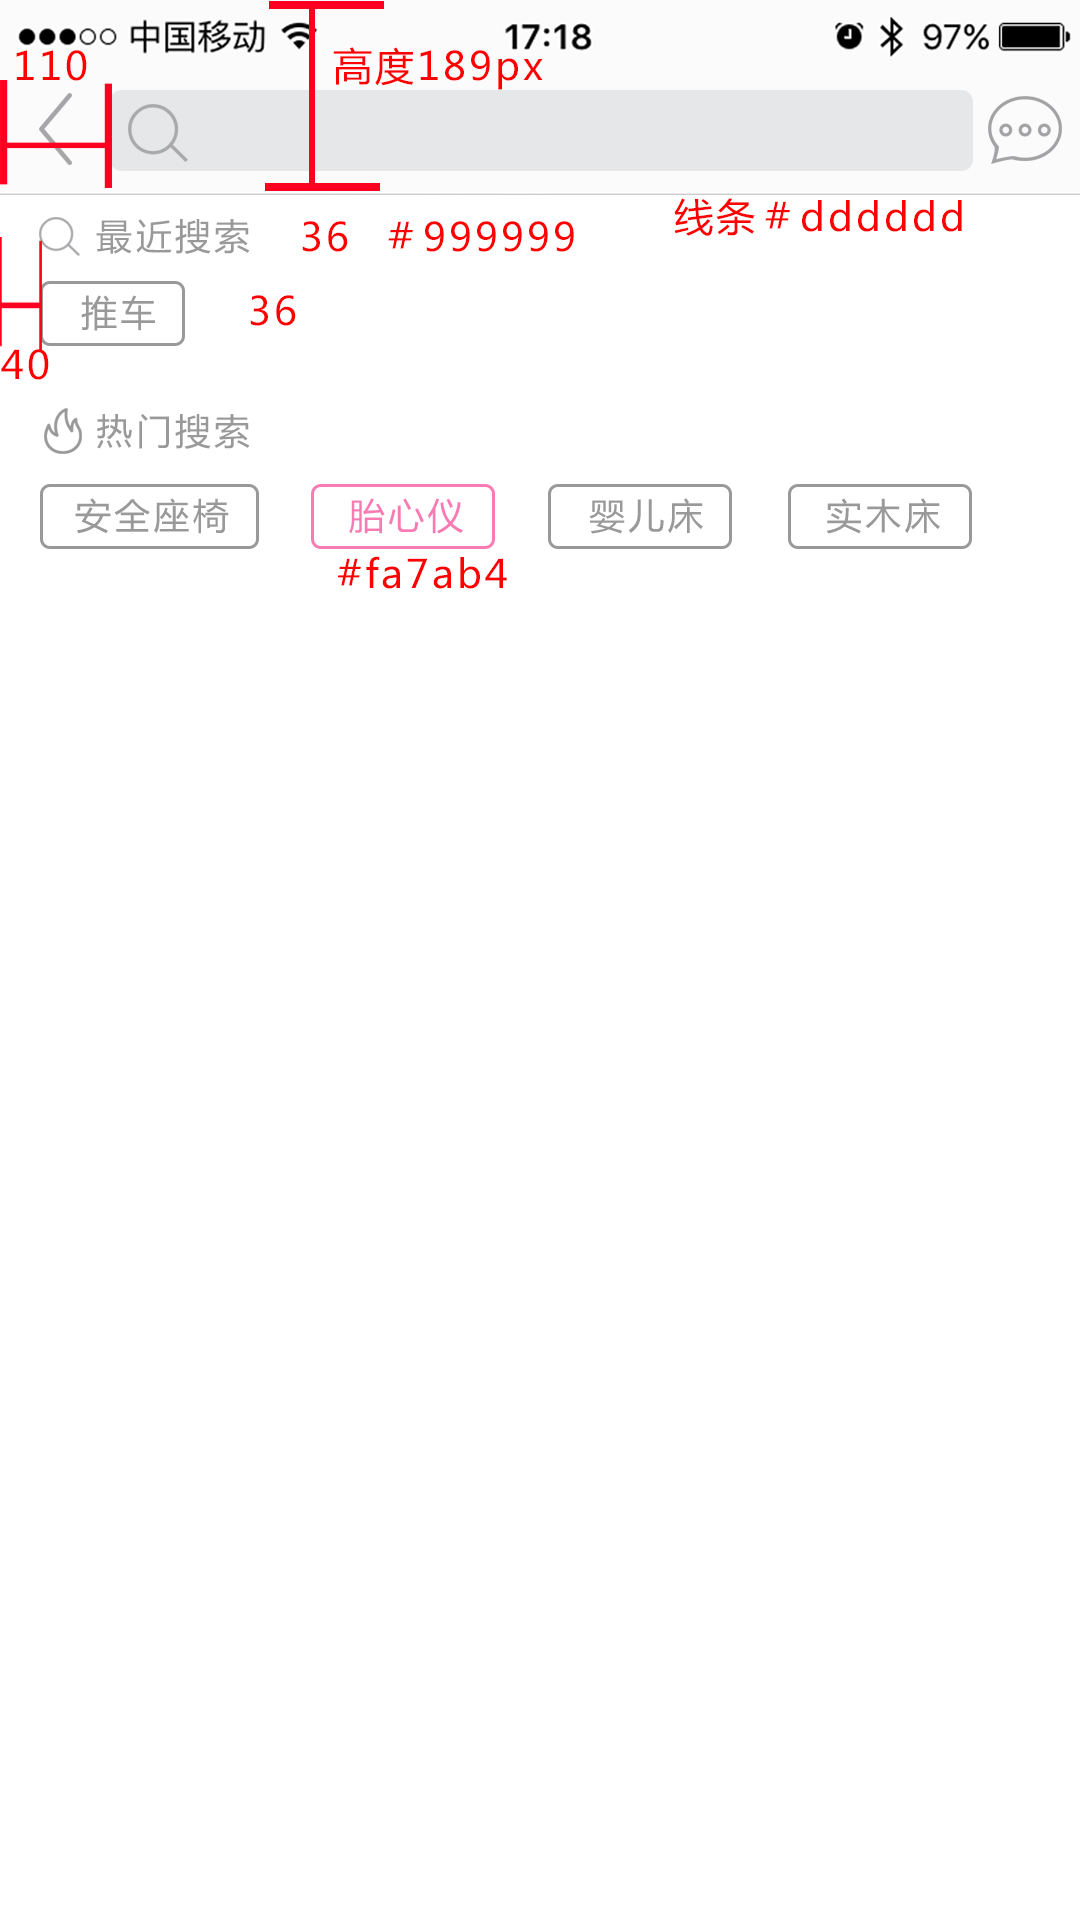 中国移动 17:18 97%
110 高度189px
最近搜索 36 #999999 线条#dddddd
推车 36
40
热门搜索
安全座椅 胎心仪 婴儿床 实木床
#fa7ab4